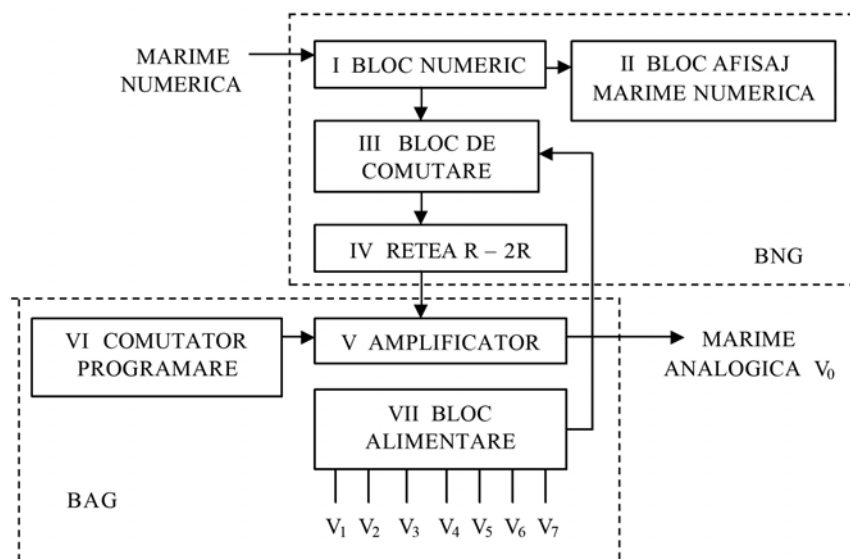 MARIME
NUMERICA
I BLOC NUMERIC
II BLOC AFISAJ
MARIME NUMERICA
III BLOC DE
COMUTARE
IV RETEA R – 2R
BNG
VI COMUTATOR
PROGRAMARE
V AMPLIFICATOR
MARIME
ANALOGICA V₀
VII BLOC
ALIMENTARE
BAG
V₁ V₂ V₃ V₄ V₅ V₆ V₇